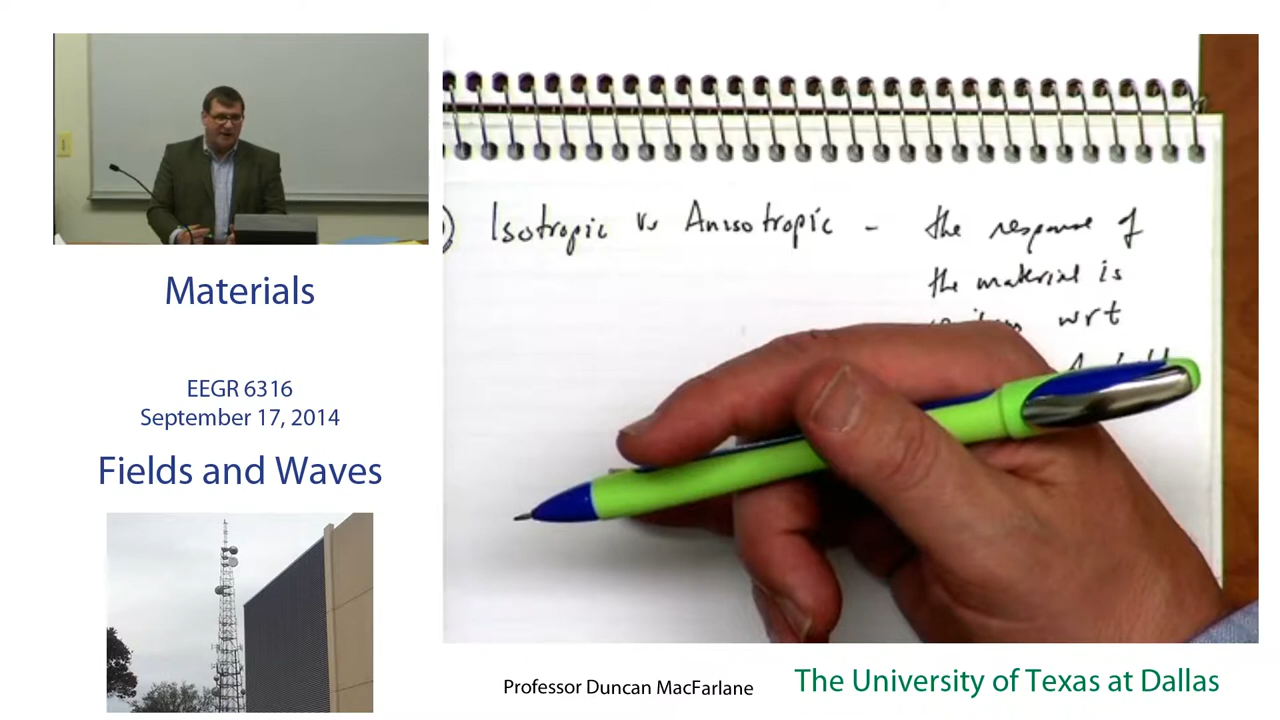 Materials
EEGR 6316
September 17, 2014
Fields and Waves
Isotropic vs Anisotropic - the response of
the material is
wrt
Professor Duncan MacFarlane
The University of Texas at Dallas